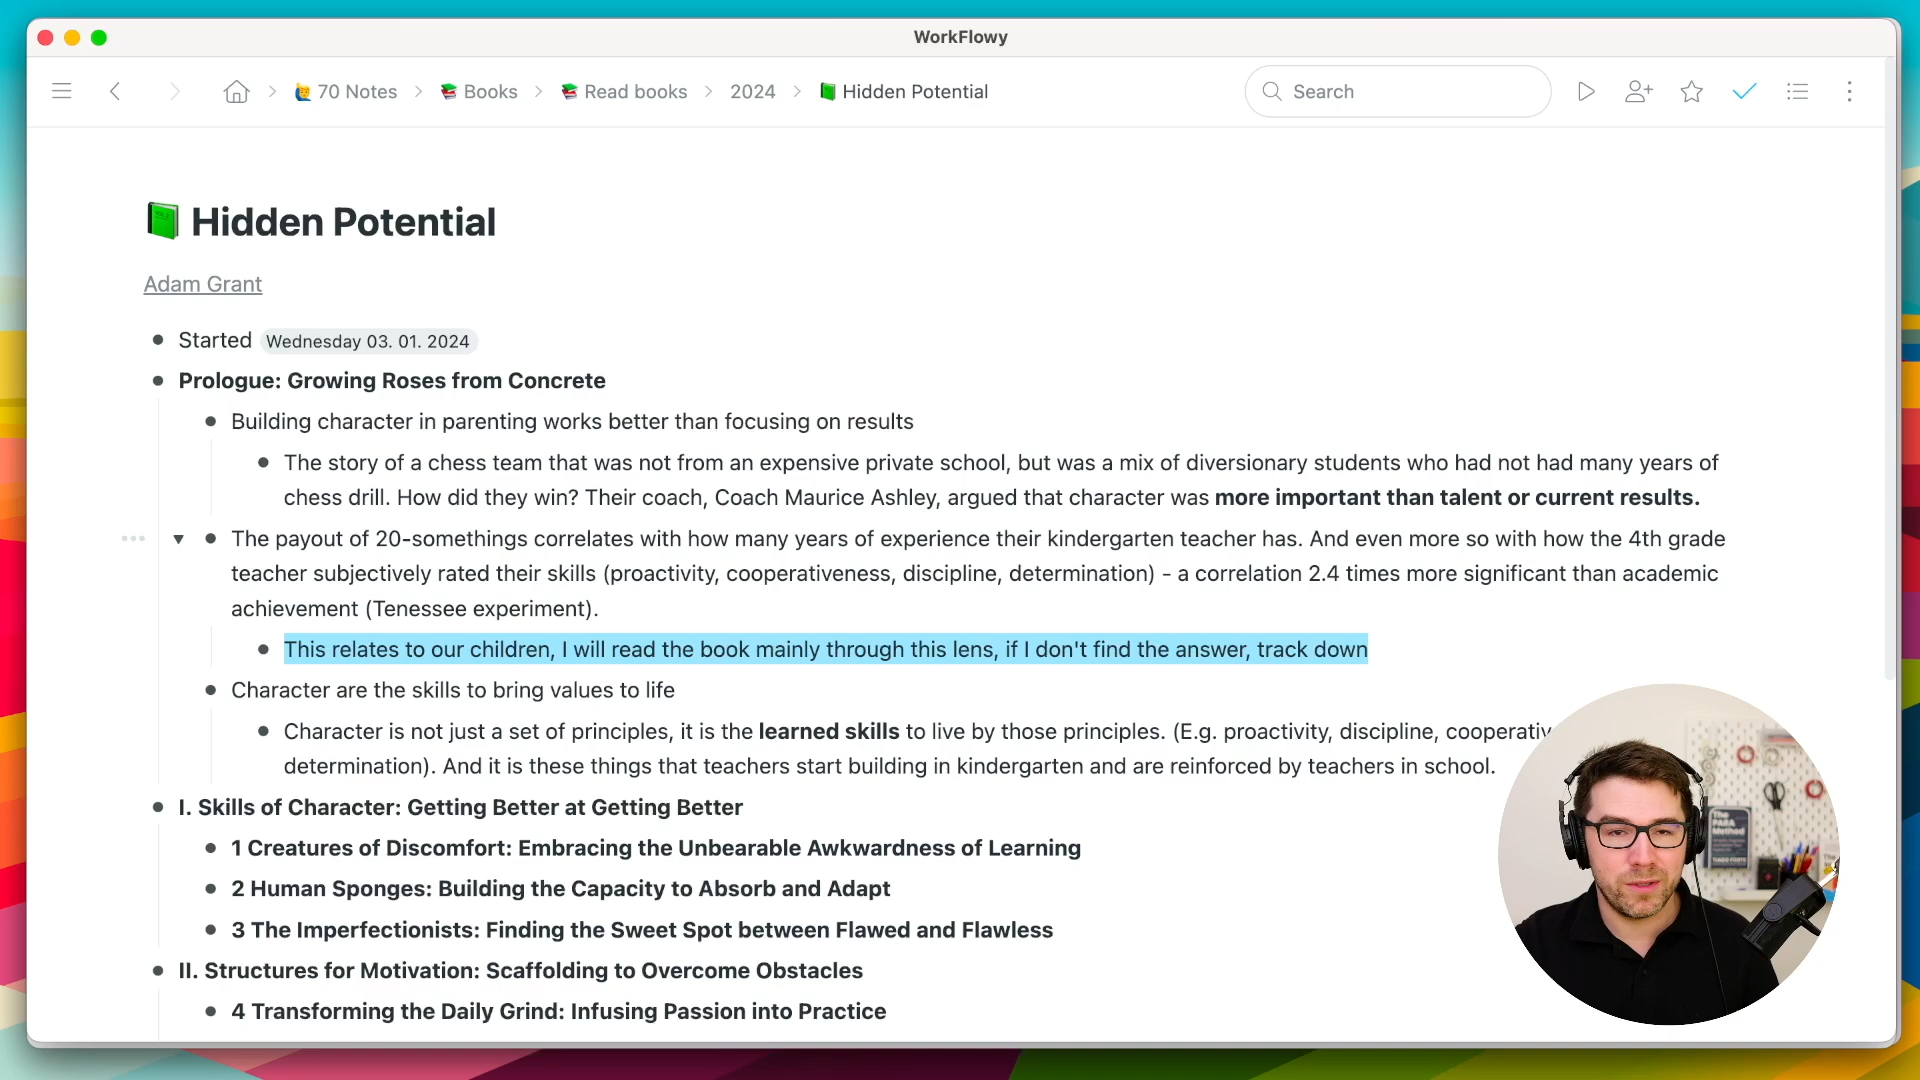 WorkFlowy
70 Notes > Books > Read books > 2024 > Hidden Potential
Search
Hidden Potential
Adam Grant
Started Wednesday 03. 01. 2024
Prologue: Growing Roses from Concrete
Building character in parenting works better than focusing on results
The story of a chess team that was not from an expensive private school, but was a mix of diversionary students who had not had many years of
chess drill. How did they win? Their coach, Coach Maurice Ashley, argued that character was more important than talent or current results.
The payout of 20-somethings correlates with how many years of experience their kindergarten teacher has. And even more so with how the 4th grade
teacher subjectively rated their skills (proactivity, cooperativeness, discipline, determination) - a correlation 2.4 times more significant than academic
achievement (Tenessee experiment).
This relates to our children, I will read the book mainly through this lens, if I don't find the answer, track down
Character are the skills to bring values to life
Character is not just a set of principles, it is the learned skills to live by those principles. (E.g. proactivity, discipline, cooperativ
determination). And it is these things that teachers start building in kindergarten and are reinforced by teachers in school.
I. Skills of Character: Getting Better at Getting Better
1 Creatures of Discomfort: Embracing the Unbearable Awkwardness of Learning
2 Human Sponges: Building the Capacity to Absorb and Adapt
3 The Imperfectionists: Finding the Sweet Spot between Flawed and Flawless
II. Structures for Motivation: Scaffolding to Overcome Obstacles
4 Transforming the Daily Grind: Infusing Passion into Practice
The
PARA
Method
TIAGO FORTE